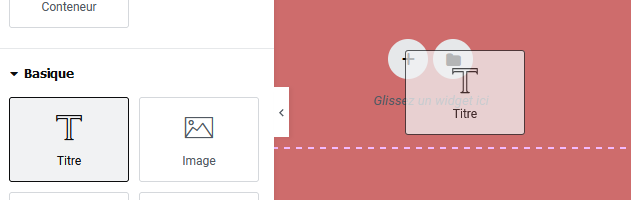 Conteneur
Basique
Titre
Image
Glissez un widget ici
Titre